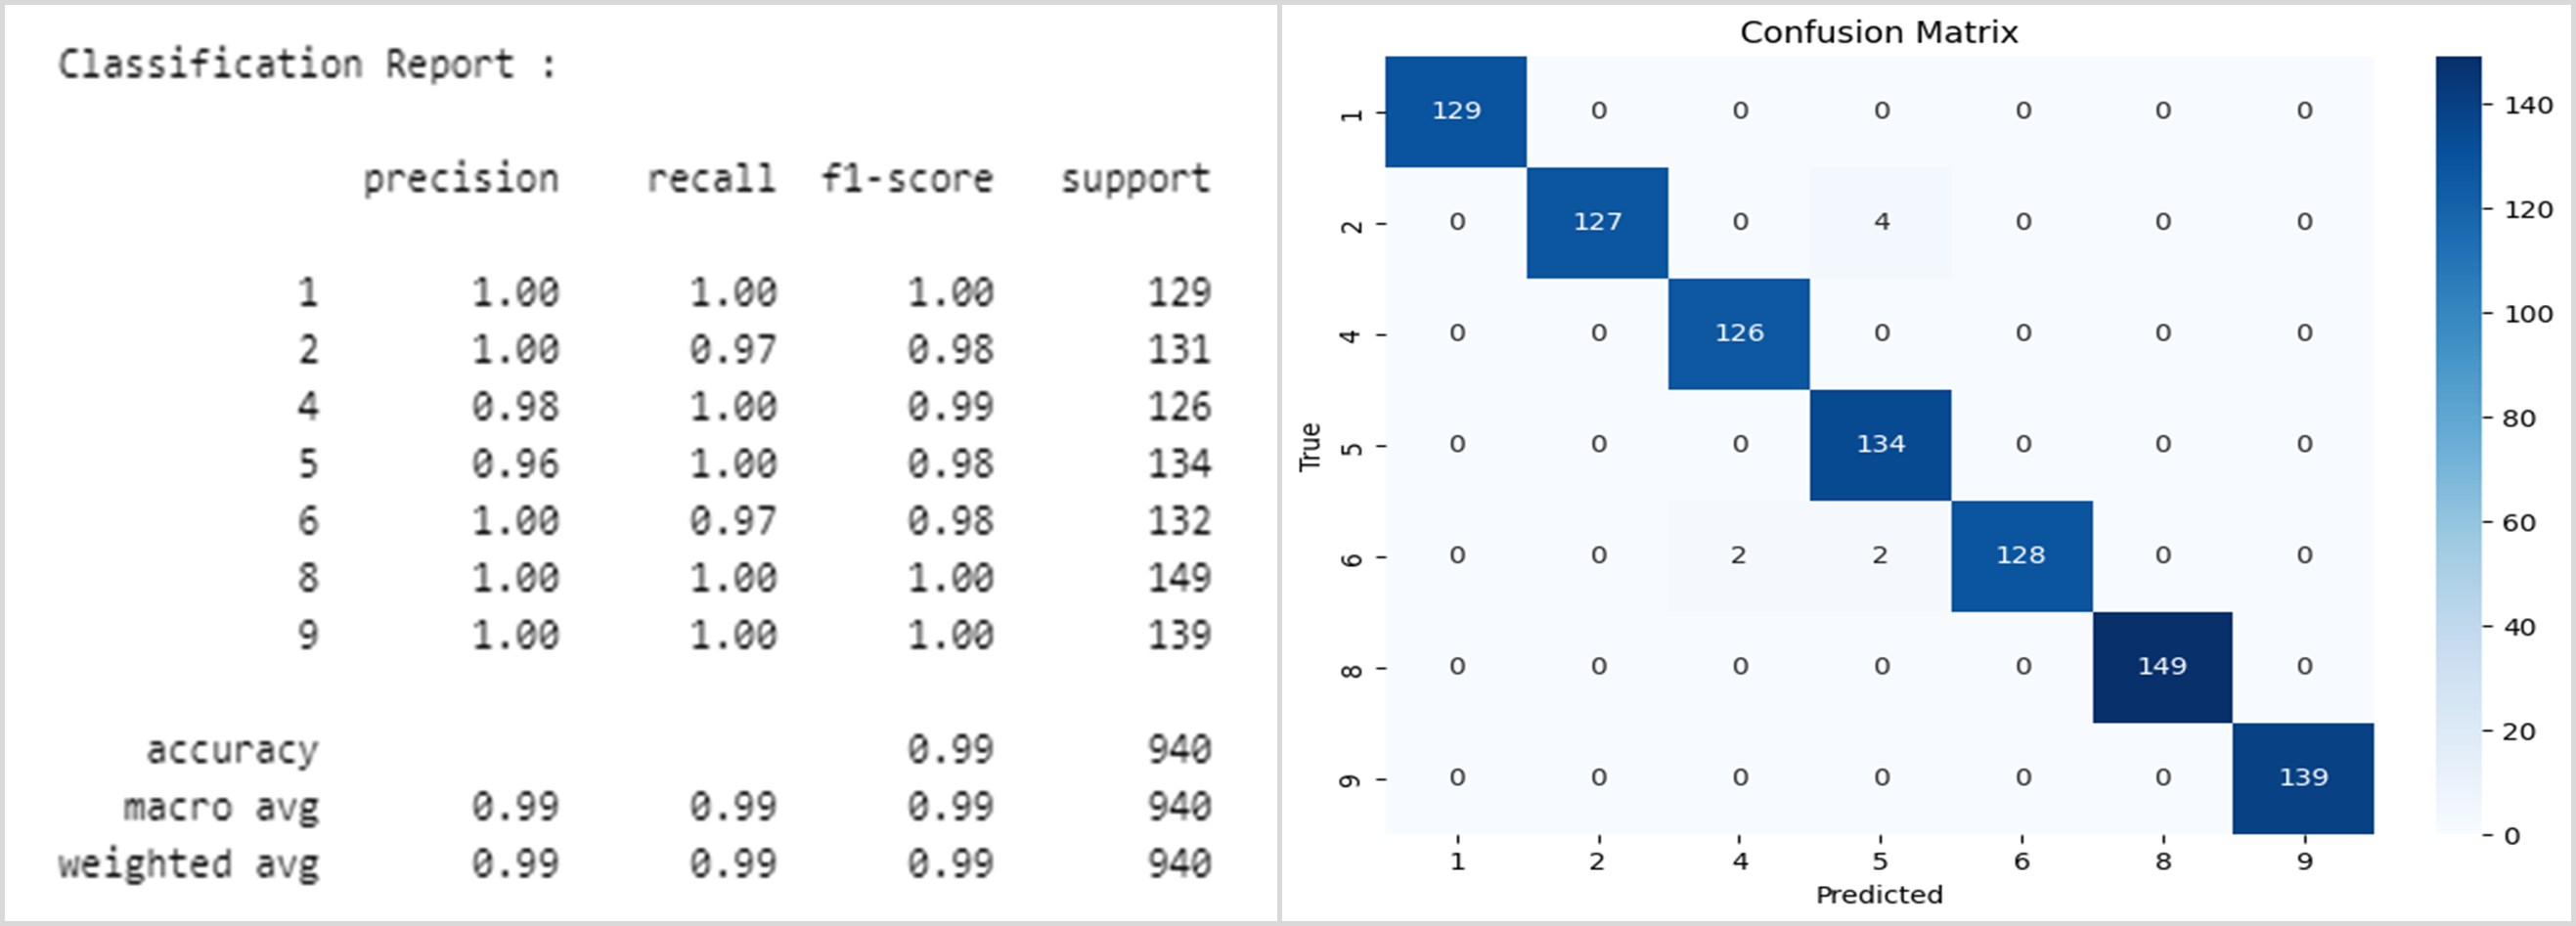 Classification Report :
precision recall f1-score support
1 1.00 1.00 1.00 129
2 1.00 0.97 0.98 131
4 0.98 1.00 0.99 126
5 0.96 1.00 0.98 134
6 1.00 0.97 0.98 132
8 1.00 1.00 1.00 149
9 1.00 1.00 1.00 139
accuracy 0.99 940
macro avg 0.99 0.99 0.99 940
weighted avg 0.99 0.99 0.99 940
Confusion Matrix
True
1 129 0 0 0 0 0 0
2 0 127 0 4 0 0 0
4 0 0 126 0 0 0 0
5 0 0 0 134 0 0 0
6 0 0 2 2 128 0 0
8 0 0 0 0 0 149 0
9 0 0 0 0 0 0 139
1 2 4 5 6 8 9
Predicted
140
120
100
80
60
40
20
0